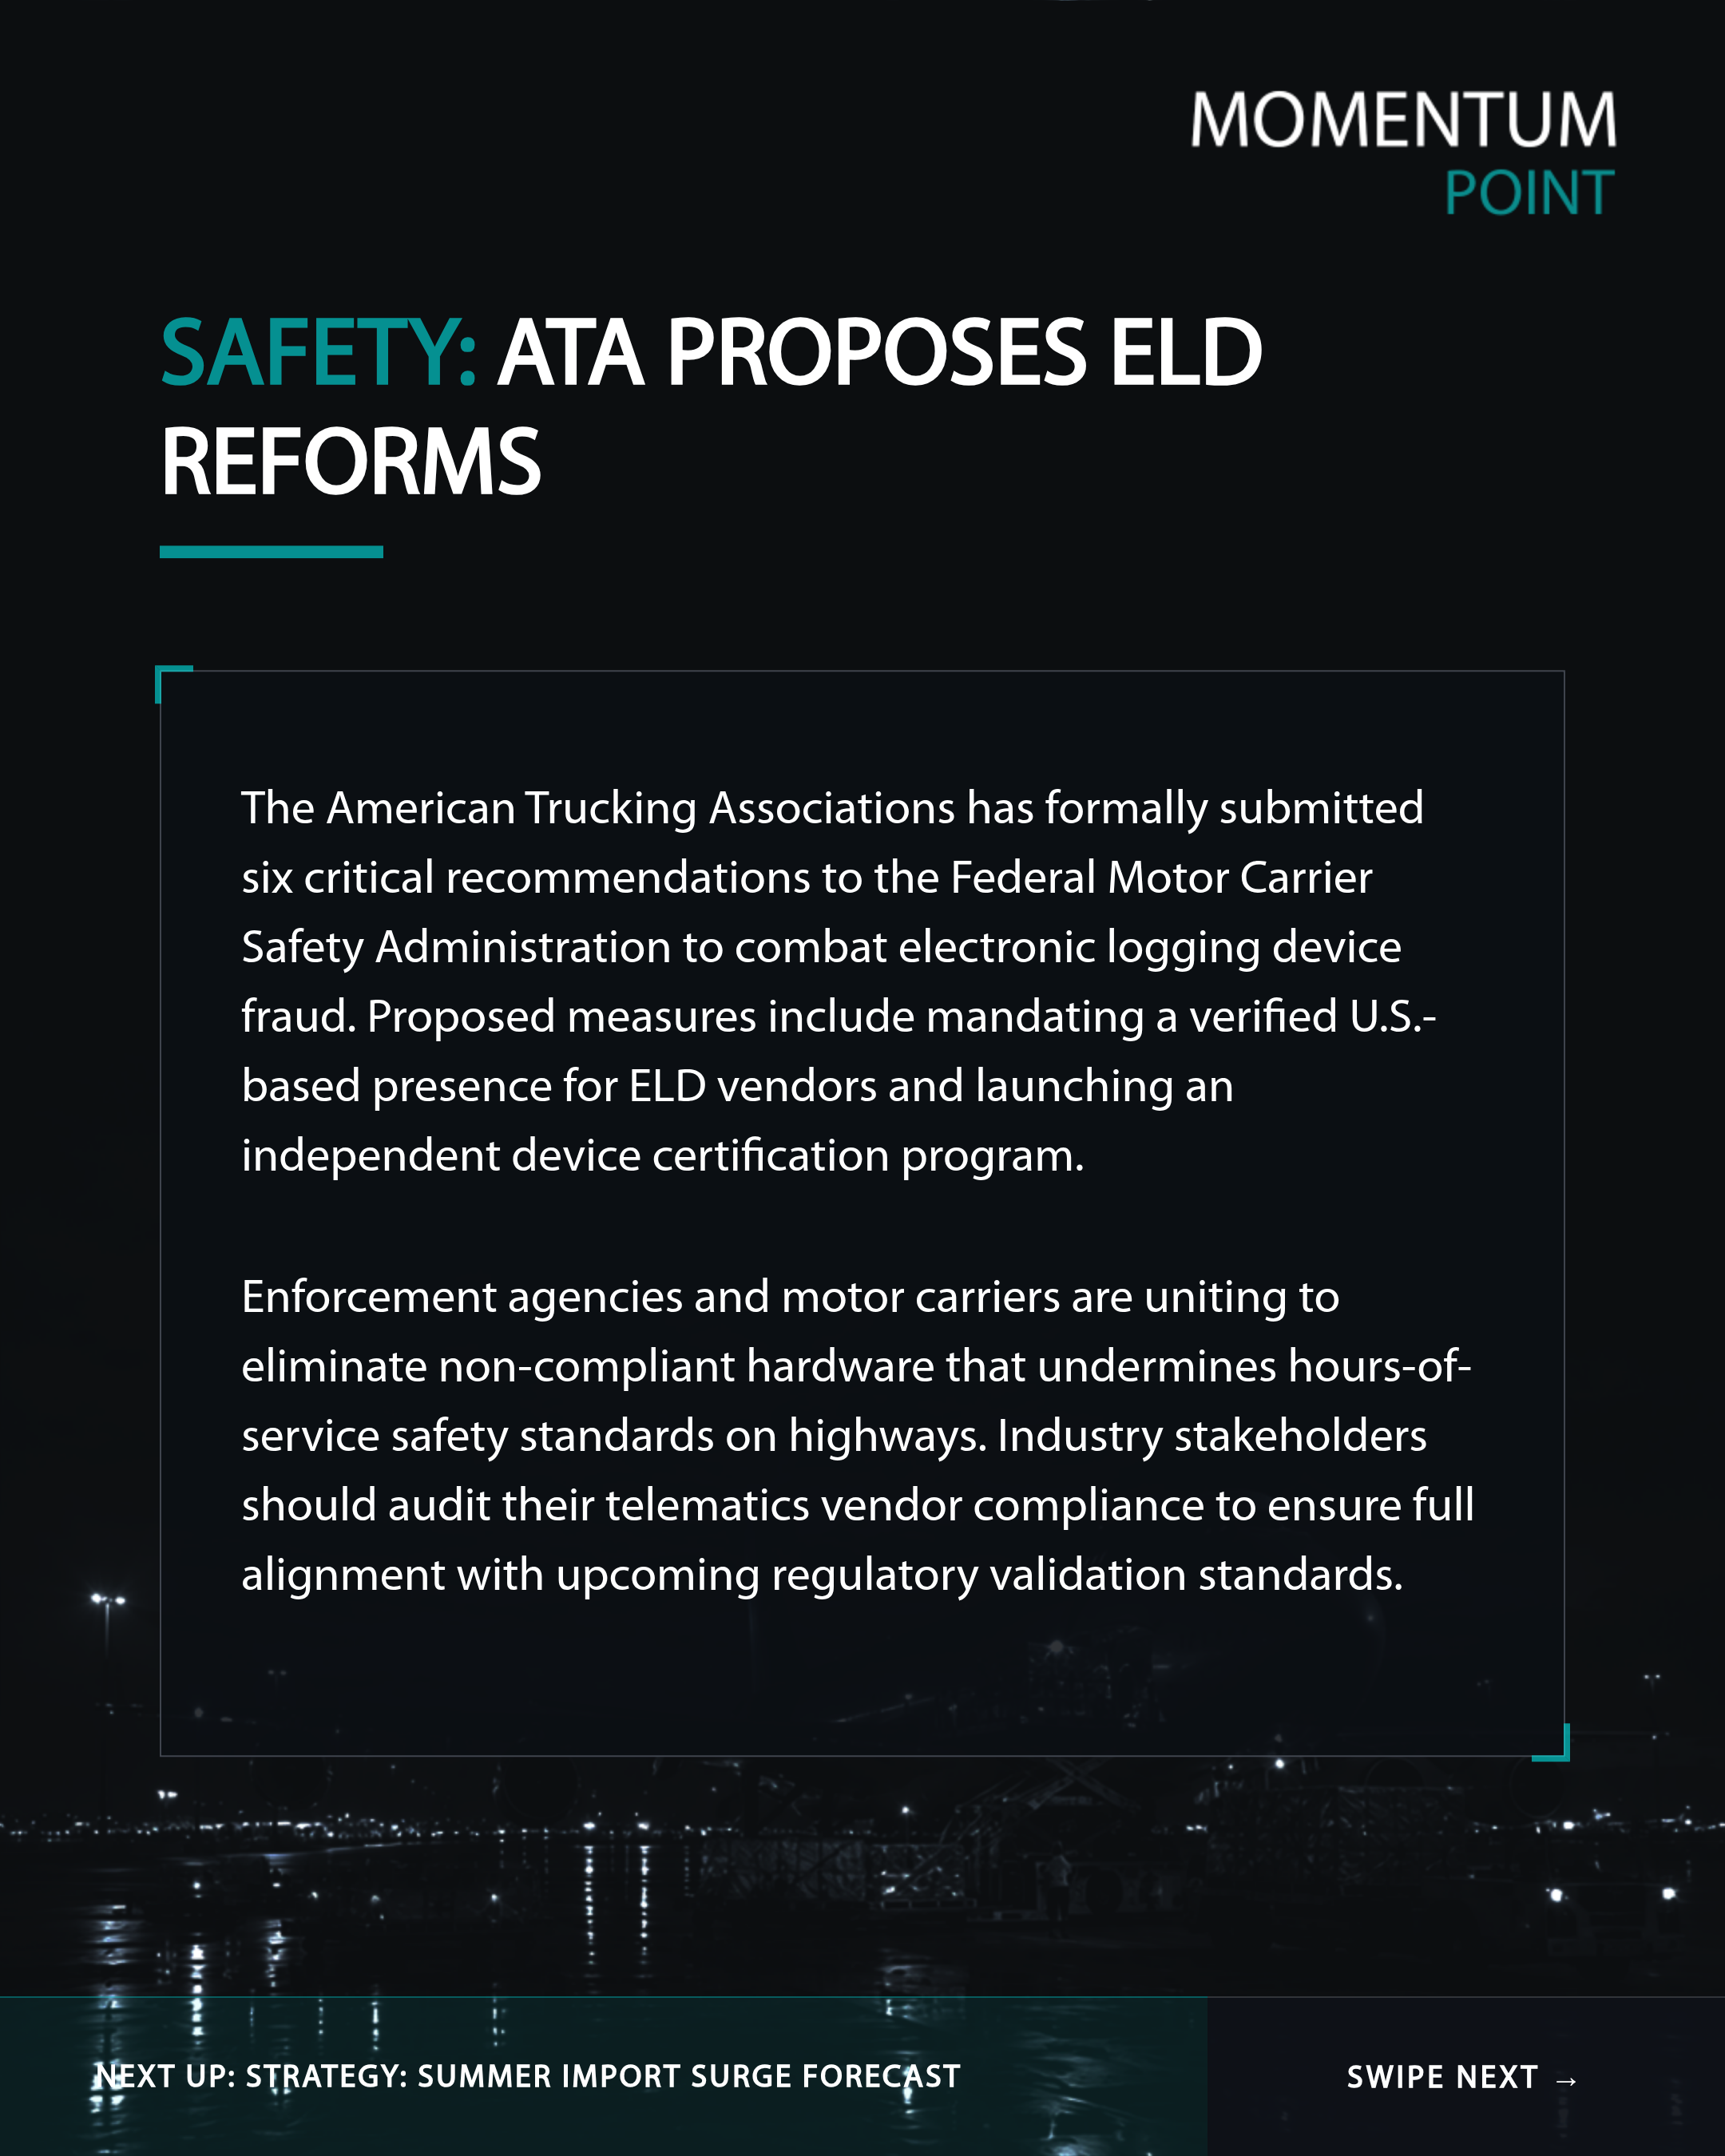 MOMENTUM
POINT
SAFETY: ATA PROPOSES ELD
REFORMS
The American Trucking Associations has formally submitted
six critical recommendations to the Federal Motor Carrier
Safety Administration to combat electronic logging device
fraud. Proposed measures include mandating a verified U.S.-
based presence for ELD vendors and launching an
independent device certification program.
Enforcement agencies and motor carriers are uniting to
eliminate non-compliant hardware that undermines hours-of-
service safety standards on highways. Industry stakeholders
should audit their telematics vendor compliance to ensure full
alignment with upcoming regulatory validation standards.
NEXT UP: STRATEGY: SUMMER IMPORT SURGE FORECAST
SWIPE NEXT →